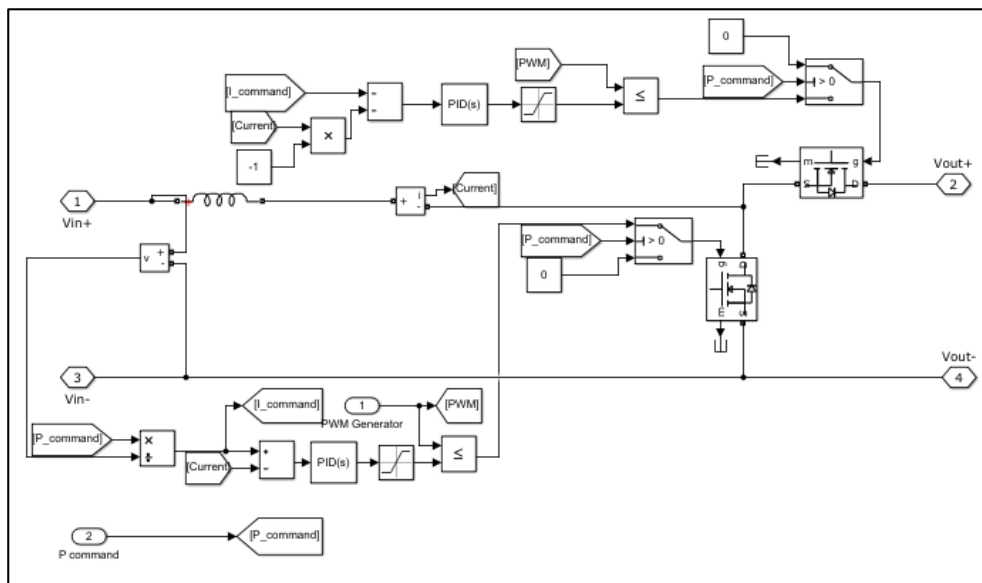 0
[PWM]
[I_command]
[P_command]
> 0
-
-
PID(s)
≤
[Current]
×
-1
m
g
S
D
Vout+
2
1
Vin+
+
-
i
[Current]
[P_command]
> 0
0
v
+
-
g
D
m
S
3
Vin-
Vout-
4
[I_command]
1
PWM Generator
[PWM]
[P_command]
×
÷
[Current]
+
-
PID(s)
≤
2
P command
[P_command]